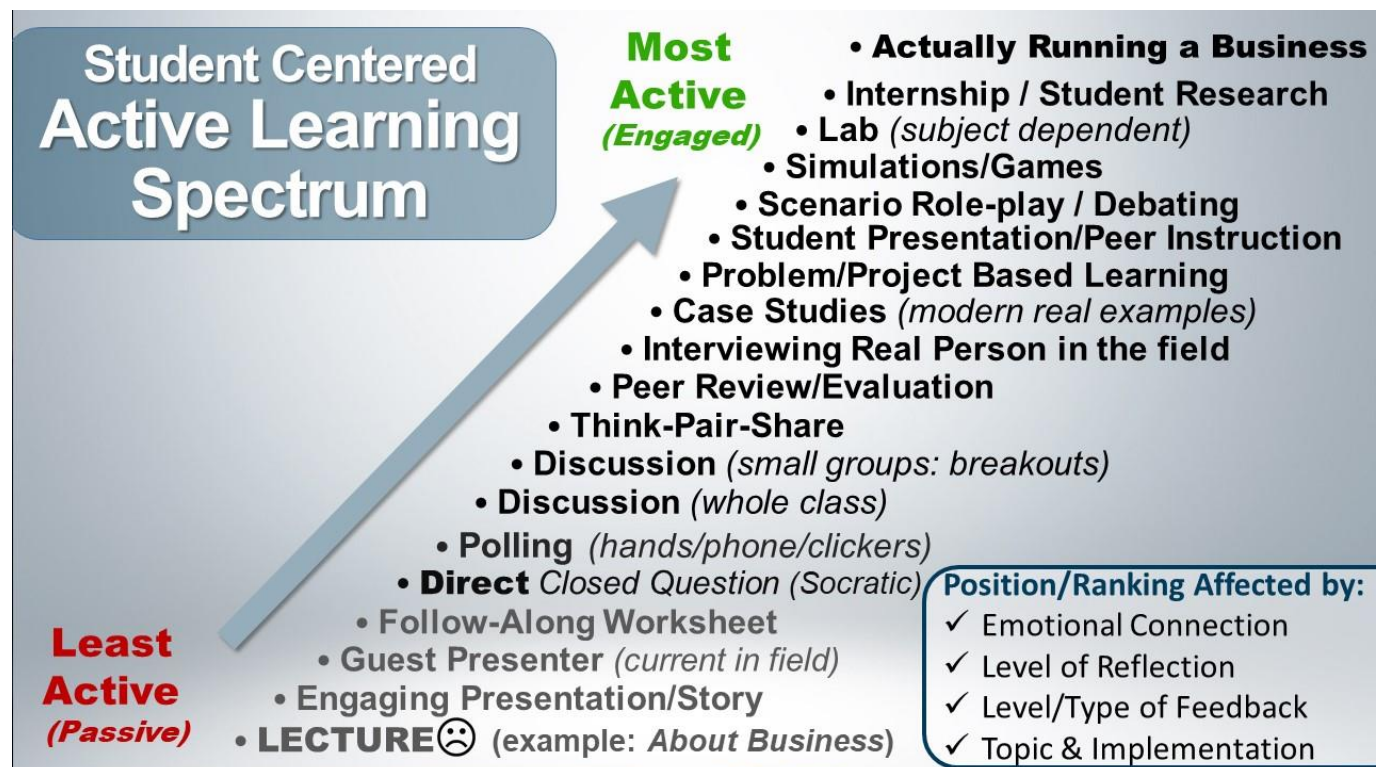 Student Centered
Active Learning
Spectrum
Most
Active
(Engaged)
• Actually Running a Business
• Internship / Student Research
• Lab (subject dependent)
• Simulations/Games
• Scenario Role-play / Debating
• Student Presentation/Peer Instruction
• Problem/Project Based Learning
• Case Studies (modern real examples)
• Interviewing Real Person in the field
• Peer Review/Evaluation
• Think-Pair-Share
• Discussion (small groups: breakouts)
• Discussion (whole class)
• Polling (hands/phone/clickers)
• Direct Closed Question (Socratic)
• Follow-Along Worksheet
• Guest Presenter (current in field)
• Engaging Presentation/Story
• LECTURE☹ (example: About Business)
Least
Active
(Passive)
Position/Ranking Affected by:
✓ Emotional Connection
✓ Level of Reflection
✓ Level/Type of Feedback
✓ Topic & Implementation